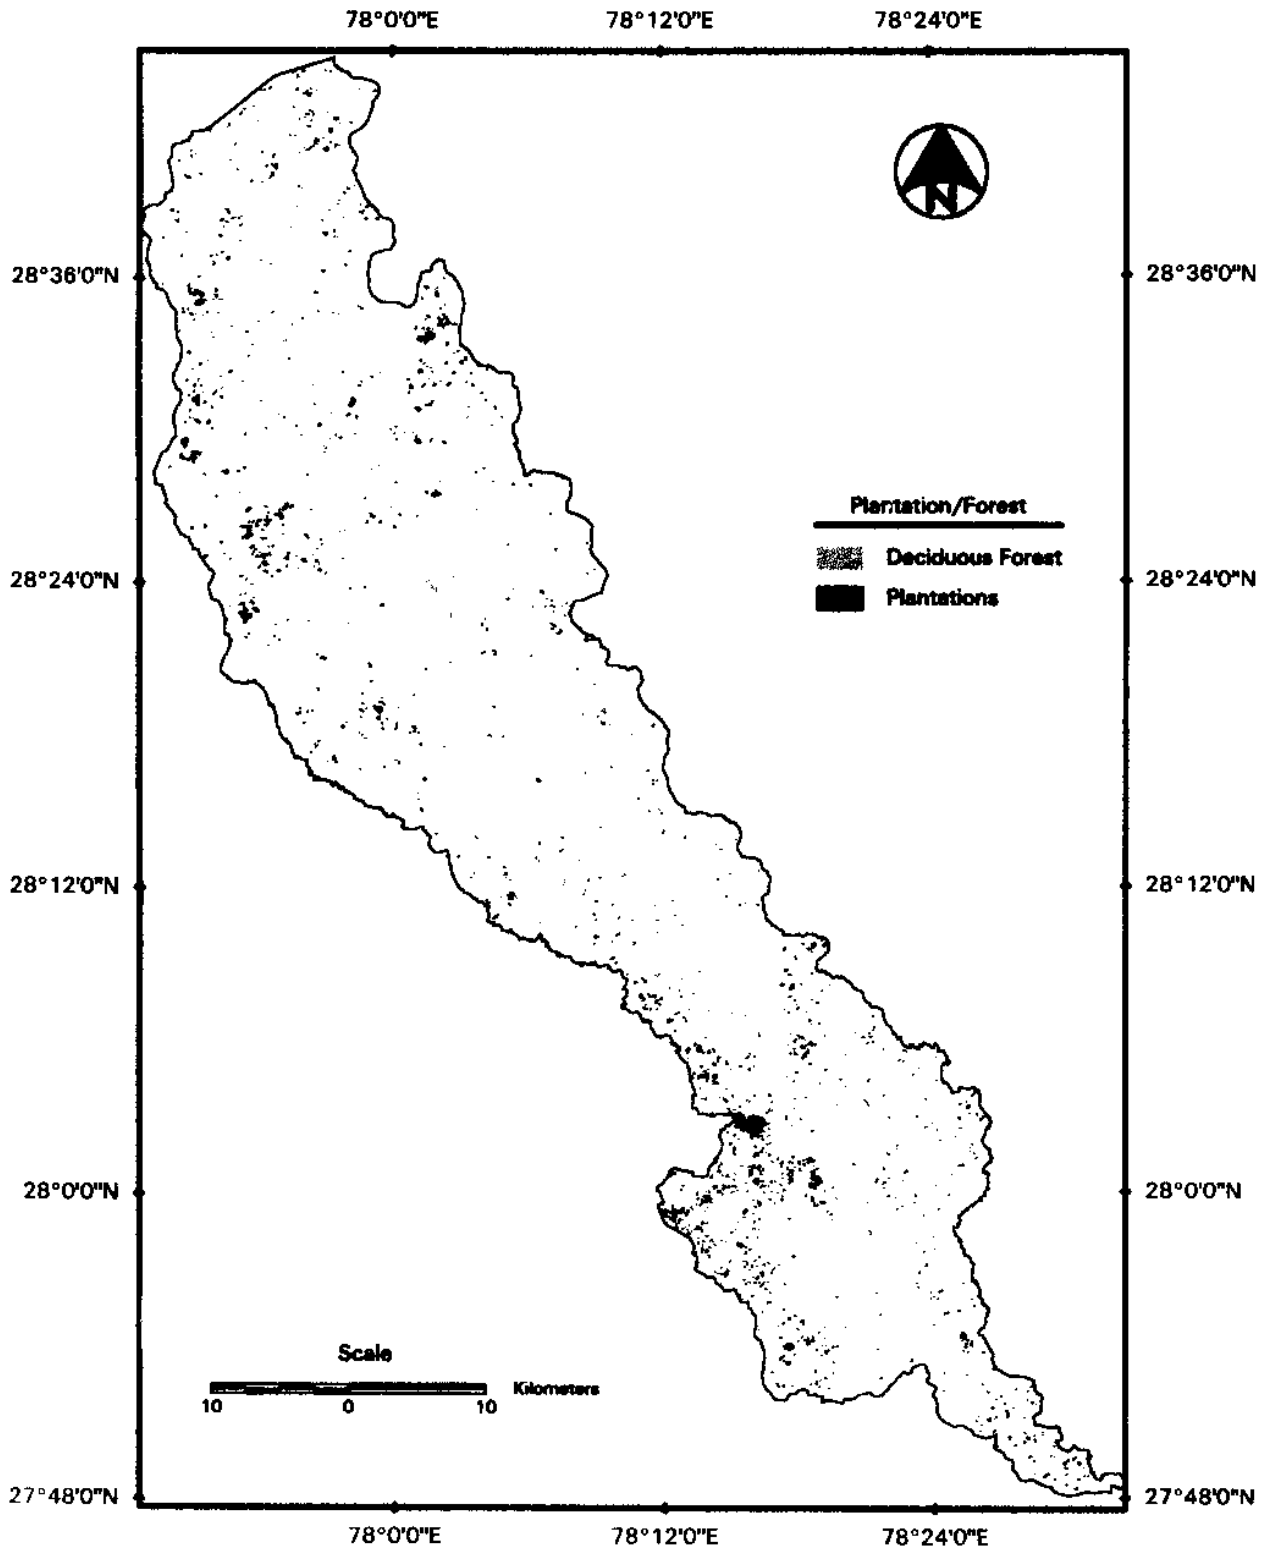 78°0'0"E 78°12'0"E 78°24'0"E
N
28°36'0"N 28°36'0"N
Plantation/Forest
Deciduous Forest
28°24'0"N 28°24'0"N
Plantations
28°12'0"N 28°12'0"N
28°0'0"N 28°0'0"N
Scale
Kilometers
10 0 10
27°48'0"N 27°48'0"N
78°0'0"E 78°12'0"E 78°24'0"E